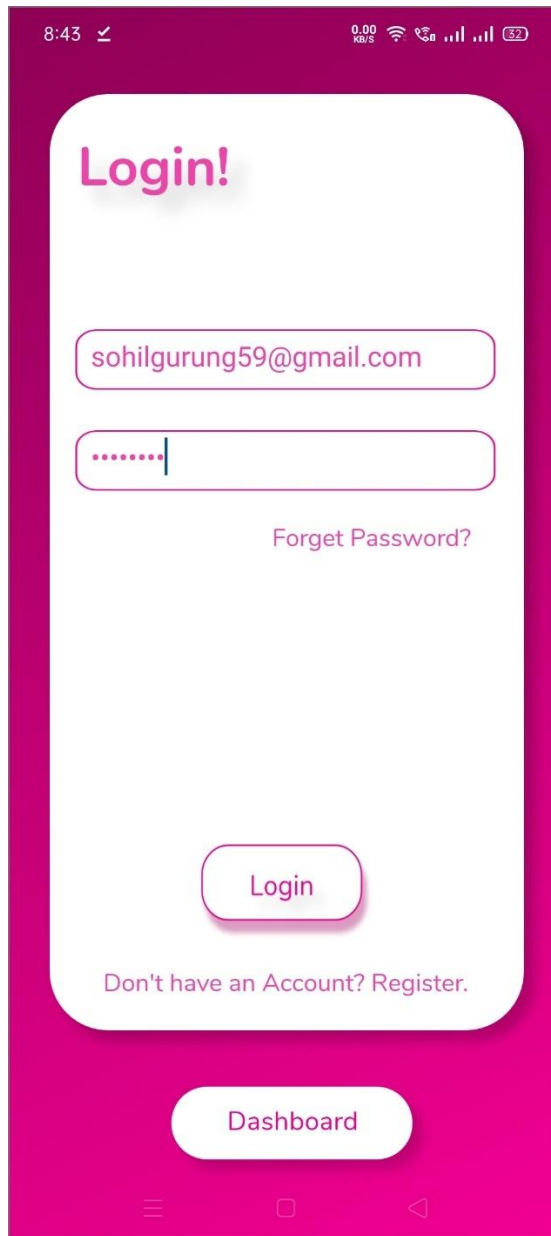 8:43 0.00 KB/S 32
Login!
sohilgurung59@gmail.com
••••••••
Forget Password?
Login
Don't have an Account? Register.
Dashboard